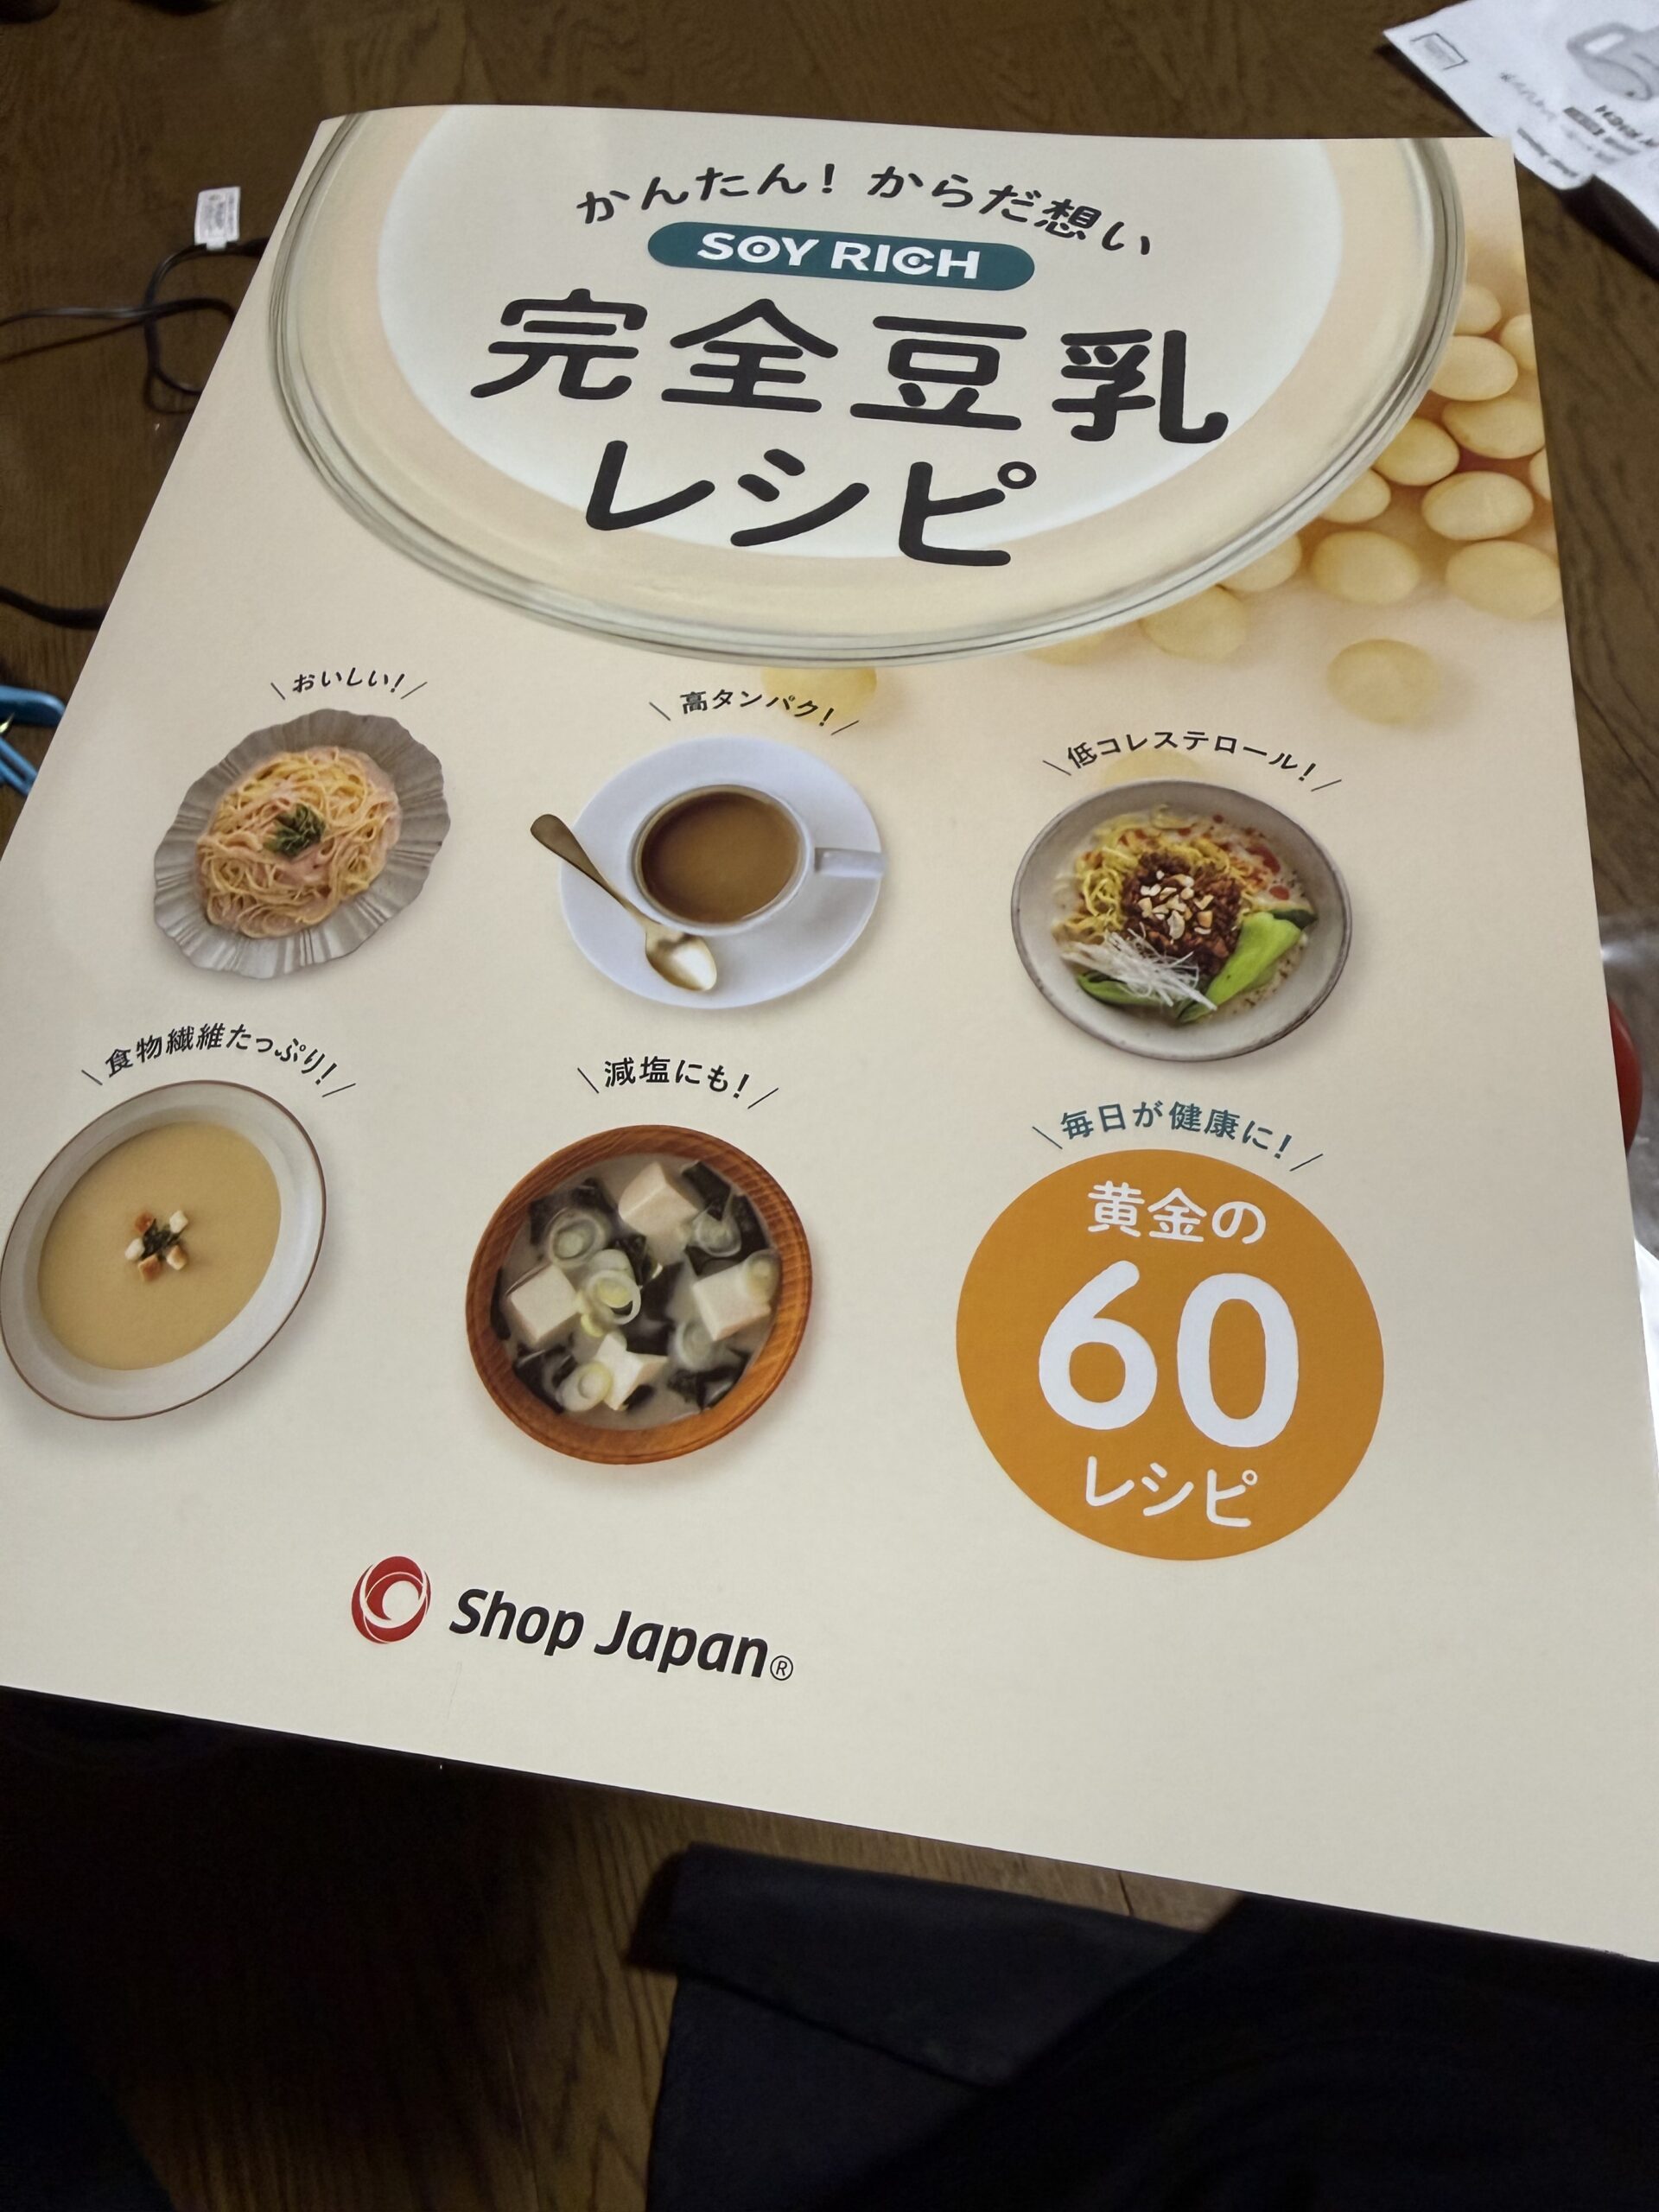 かんたん！からだ想い
SOY RICH
完全豆乳
レシピ
おいしい！
高タンパク！
低コレステロール！
食物繊維たっぷり！
減塩にも！
毎日が健康に！
黄金の
60
レシピ
Shop Japan®